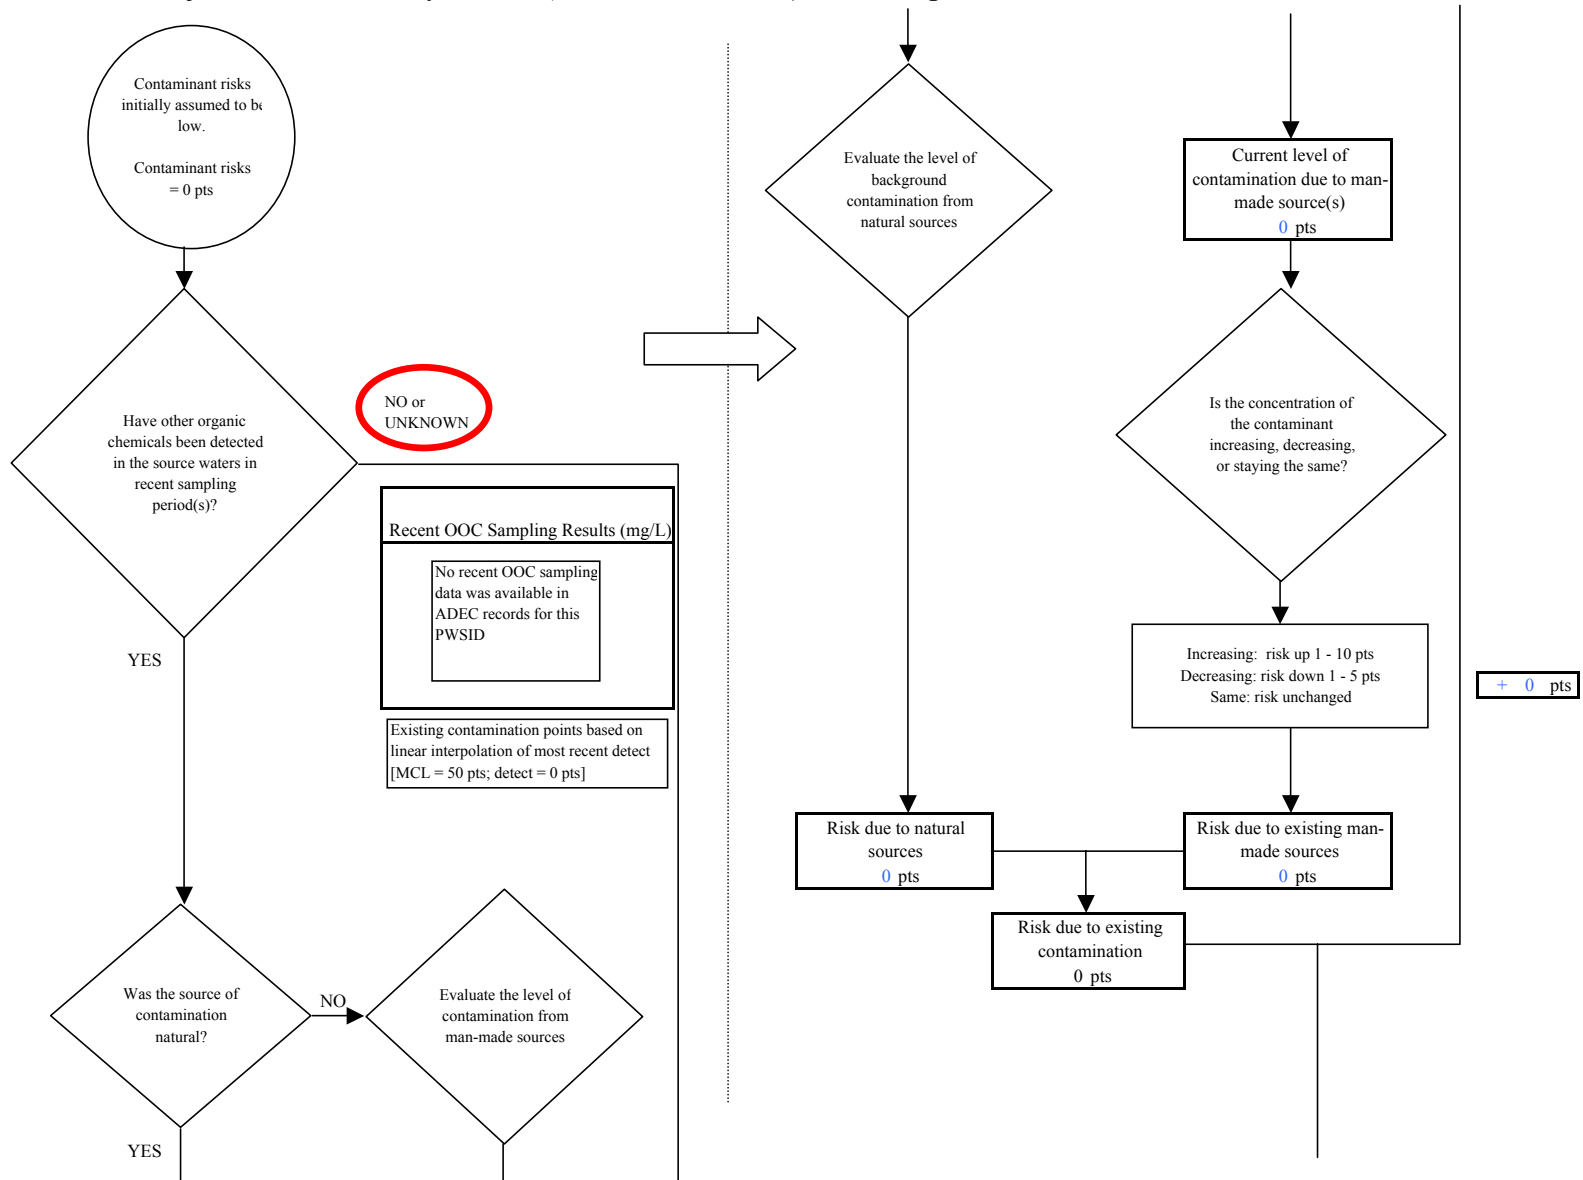 Contaminant risks
initially assumed to be
low.
Contaminant risks
= 0 pts
Have other organic
chemicals been detected
in the source waters in
recent sampling
period(s)?
NO or
UNKNOWN
Recent OOC Sampling Results (mg/L)
No recent OOC sampling
data was available in
ADEC records for this
PWSID
YES
Existing contamination points based on
linear interpolation of most recent detect
[MCL = 50 pts; detect = 0 pts]
Was the source of
contamination
natural?
NO
Evaluate the level of
contamination from
man-made sources
YES
Evaluate the level of
background
contamination from
natural sources
Current level of
contamination due to man-
made source(s)
0 pts
Is the concentration of
the contaminant
increasing, decreasing,
or staying the same?
Increasing: risk up 1 - 10 pts
Decreasing: risk down 1 - 5 pts
Same: risk unchanged
+ 0 pts
Risk due to natural
sources
0 pts
Risk due to existing man-
made sources
0 pts
Risk due to existing
contamination
0 pts